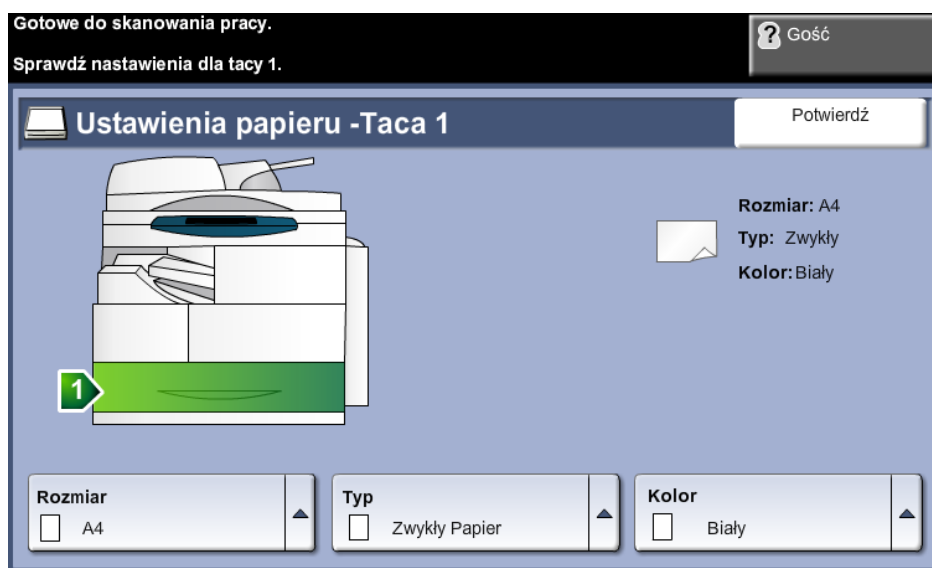 Gotowe do skanowania pracy.
Sprawdź nastawienia dla tacy 1.
? Gość
Ustawienia papieru -Taca 1
Potwierdź
Rozmiar: A4
Typ: Zwykły
Kolor: Biały
1
Rozmiar
A4
Typ
Zwykły Papier
Kolor
Biały